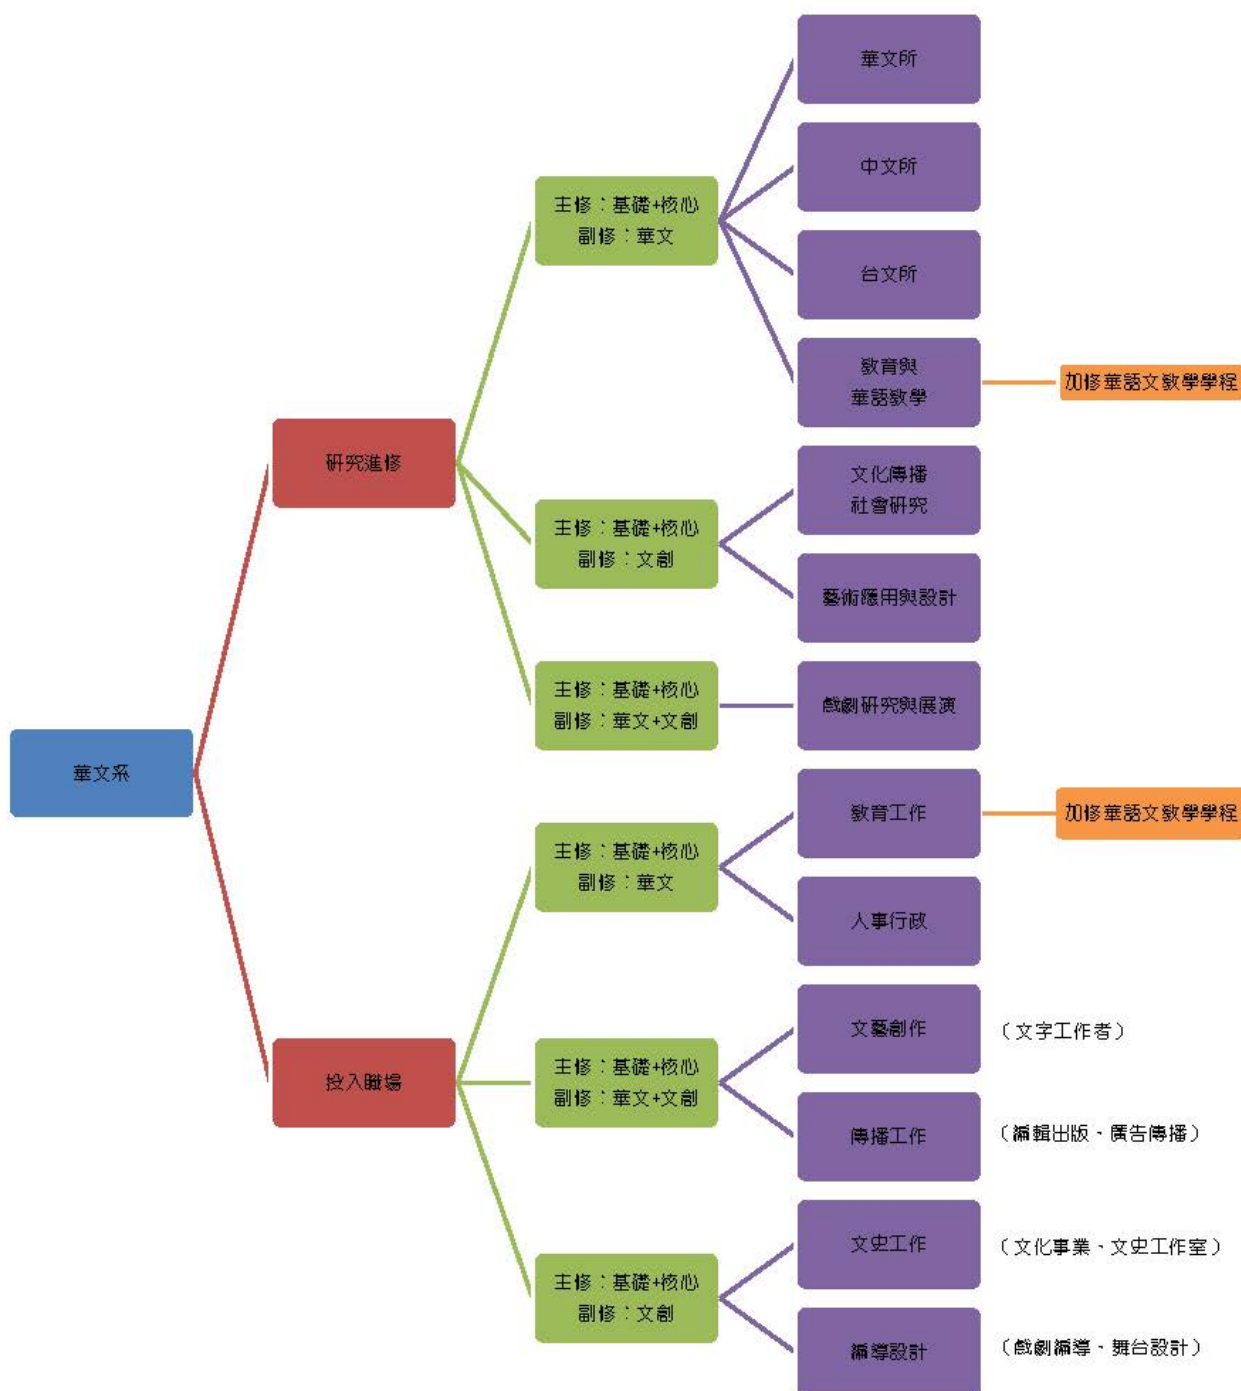 華文系
研究進修
主修：基礎+核心
副修：華文
華文所
中文所
台文所
教育與
華語教學
加修華語文教學學程
主修：基礎+核心
副修：文創
文化傳播
社會研究
藝術應用與設計
主修：基礎+核心
副修：華文+文創
戲劇研究與展演
投入職場
主修：基礎+核心
副修：華文
教育工作
加修華語文教學學程
人事行政
主修：基礎+核心
副修：華文+文創
文藝創作
（文字工作者）
傳播工作
（編輯出版、廣告傳播）
主修：基礎+核心
副修：文創
文史工作
（文化事業、文史工作室）
編導設計
（戲劇編導、舞台設計）